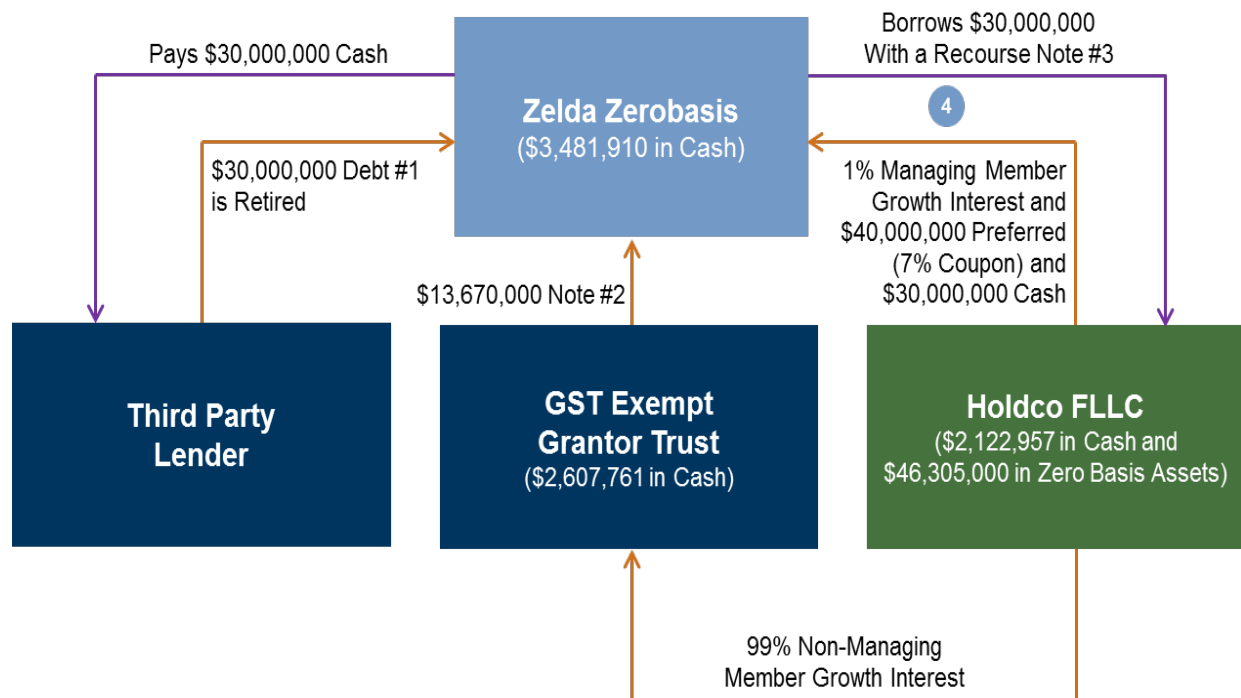 Pays $30,000,000 Cash
Zelda Zerobasis
($3,481,910 in Cash)
Borrows $30,000,000
With a Recourse Note #3
4
$30,000,000 Debt #1
is Retired
$13,670,000 Note #2
1% Managing Member
Growth Interest and
$40,000,000 Preferred
(7% Coupon) and
$30,000,000 Cash
Third Party
Lender
GST Exempt
Grantor Trust
($2,607,761 in Cash)
Holdco FLLC
($2,122,957 in Cash and
$46,305,000 in Zero Basis Assets)
99% Non-Managing
Member Growth Interest